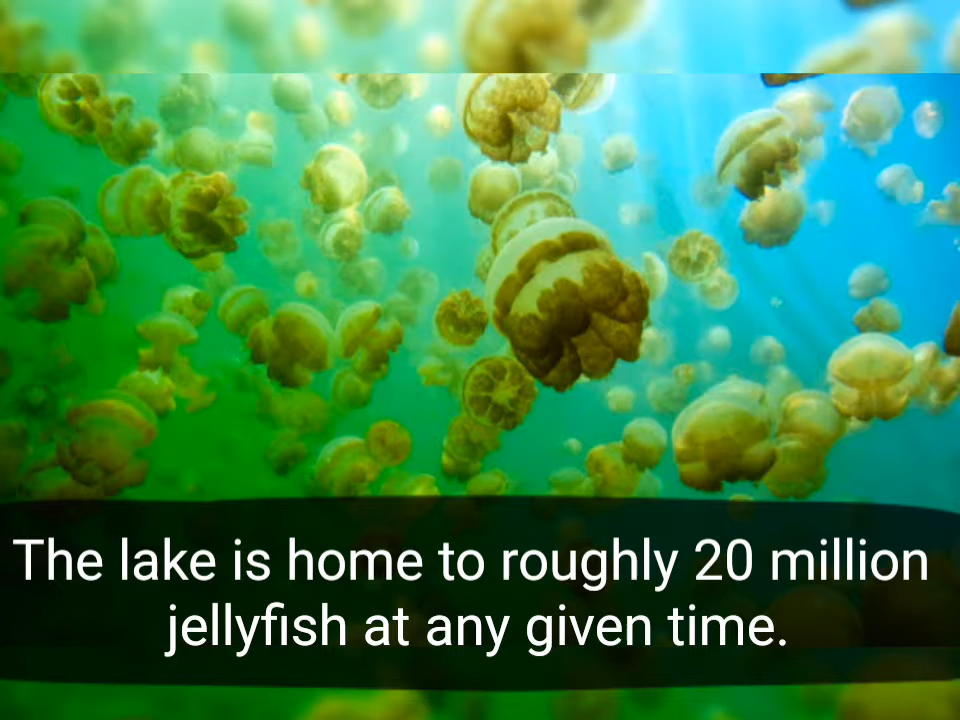 The lake is home to roughly 20 million
jellyfish at any given time.